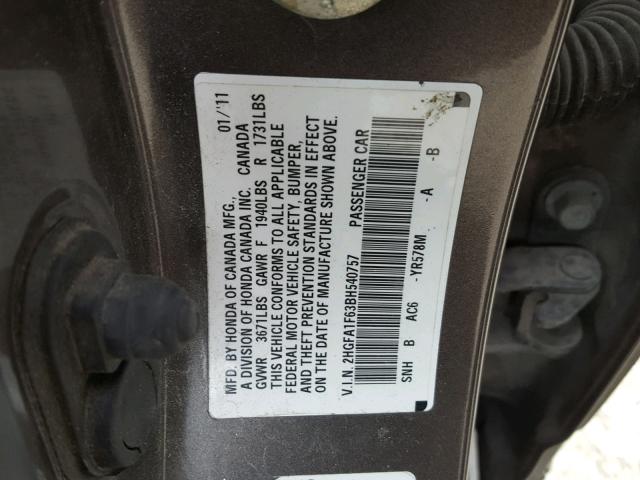 MFD. BY HONDA OF CANADA MFG., 01/'11
A DIVISION OF HONDA CANADA INC. CANADA
GVWR 3671LBS GAWR F 1940LBS R 1731LBS
THIS VEHICLE CONFORMS TO ALL APPLICABLE
FEDERAL MOTOR VEHICLE SAFETY, BUMPER,
AND THEFT PREVENTION STANDARDS IN EFFECT
ON THE DATE OF MANUFACTURE SHOWN ABOVE.
V.I.N. 2HGFA1F63BH540757 PASSENGER CAR
SNH B AC6 -YR578M -A -B